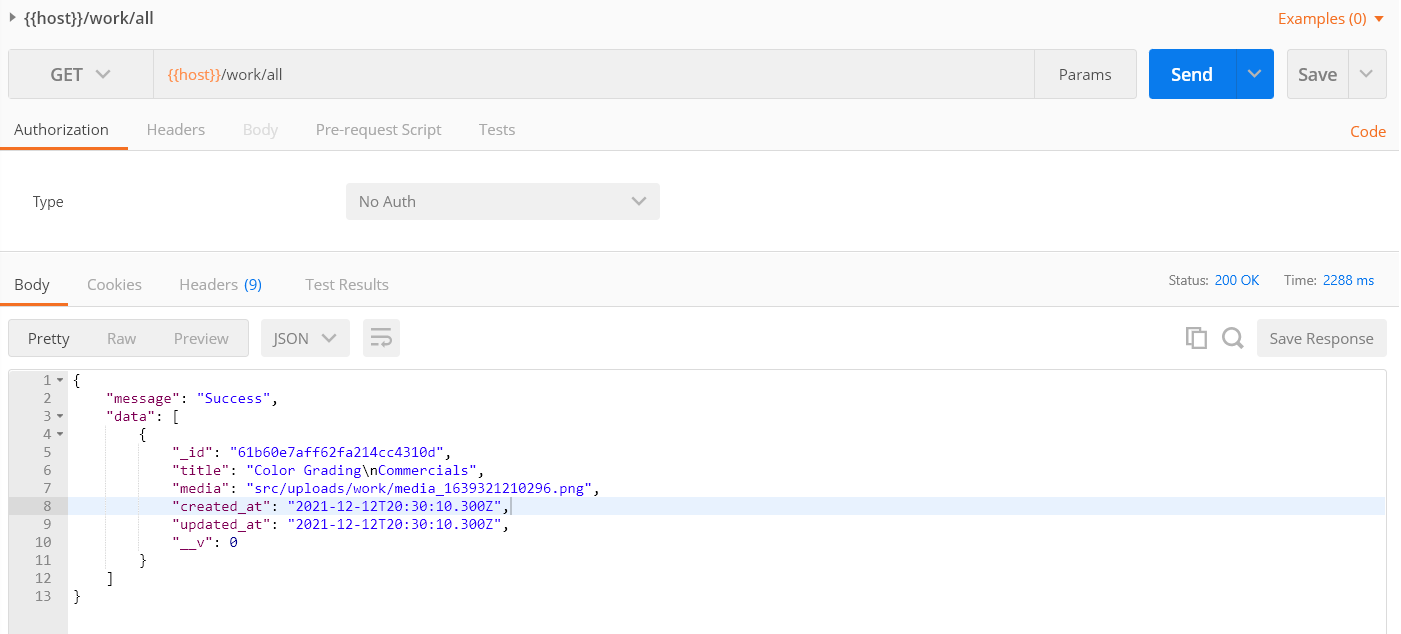 {{host}}/work/all
Examples (0)
GET {{host}}/work/all Params Send Save
Authorization Headers Body Pre-request Script Tests Code
Type No Auth
Body Cookies Headers (9) Test Results Status: 200 OK Time: 2288 ms
Pretty Raw Preview JSON Save Response
1 {
2 "message": "Success",
3 "data": [
4 {
5 "_id": "61b60e7aff62fa214cc4310d",
6 "title": "Color Grading\nCommercials",
7 "media": "src/uploads/work/media_1639321210296.png",
8 "created_at": "2021-12-12T20:30:10.300Z",
9 "updated_at": "2021-12-12T20:30:10.300Z",
10 "__v": 0
11 }
12 ]
13 }